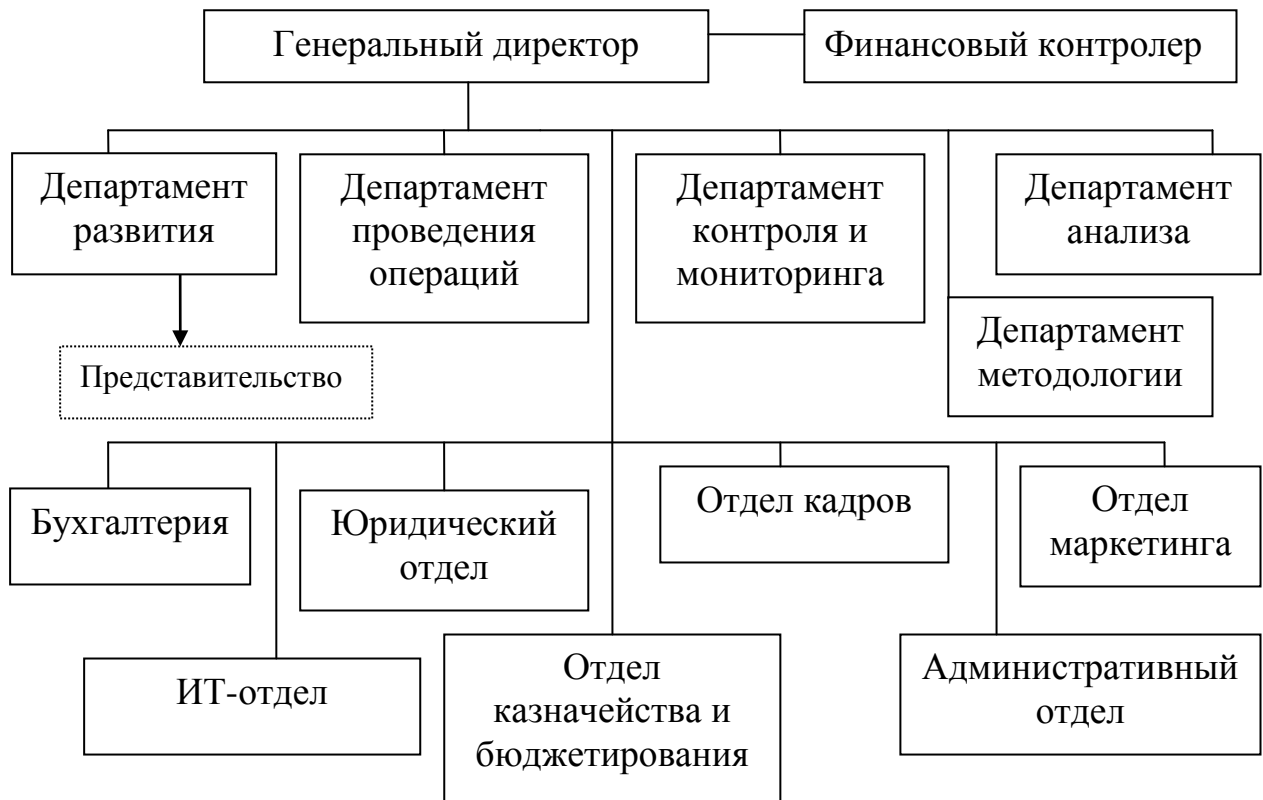 Генеральный директор
Финансовый контролер
Департамент
развития
Департамент
проведения
операций
Департамент
контроля и
мониторинга
Департамент
анализа
Департамент
методологии
Представительство
Бухгалтерия
Юридический
отдел
Отдел кадров
Отдел
маркетинга
ИТ-отдел
Отдел
казначейства и
бюджетирования
Административный
отдел